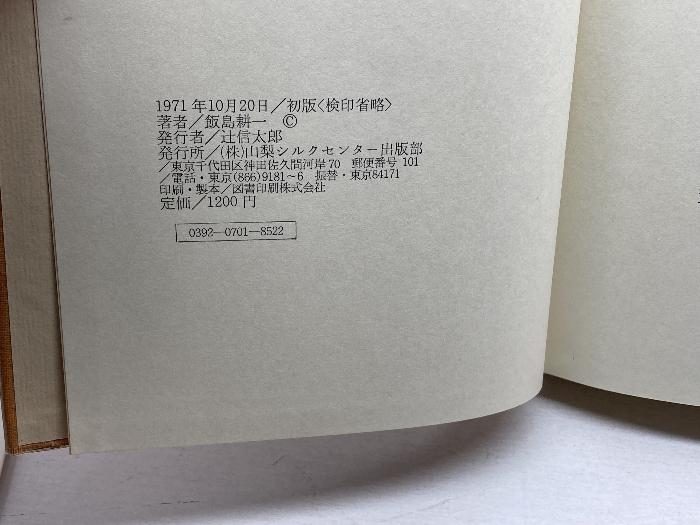 1971年10月20日／初版〈検印省略〉
著者／飯島耕一　©
発行者／辻信太郎
発行所／(株)山梨シルクセンター出版部
／東京千代田区神田佐久間河岸70　郵便番号 101
／電話・東京(866)9181～6　振替・東京84171
印刷・製本／図書印刷株式会社
定価／1200 円
0392―0701―8522